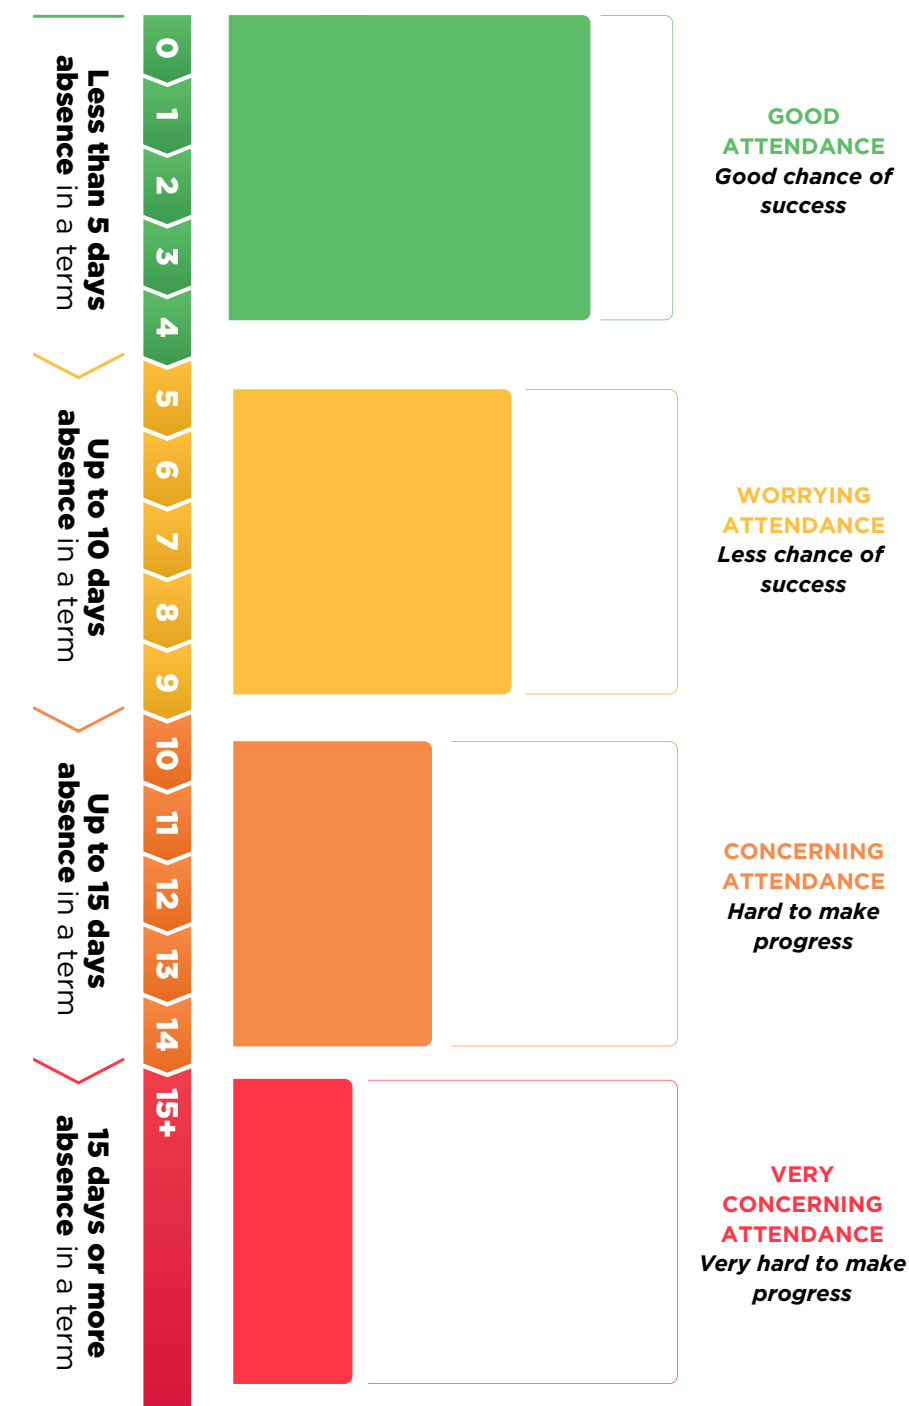 Less than 5 days
absence in a term
0
1
2
3
4
GOOD
ATTENDANCE
Good chance of
success
Up to 10 days
absence in a term
5
6
7
8
9
WORRYING
ATTENDANCE
Less chance of
success
Up to 15 days
absence in a term
10
11
12
13
14
CONCERNING
ATTENDANCE
Hard to make
progress
15 days or more
absence in a term
15+
VERY
CONCERNING
ATTENDANCE
Very hard to make
progress